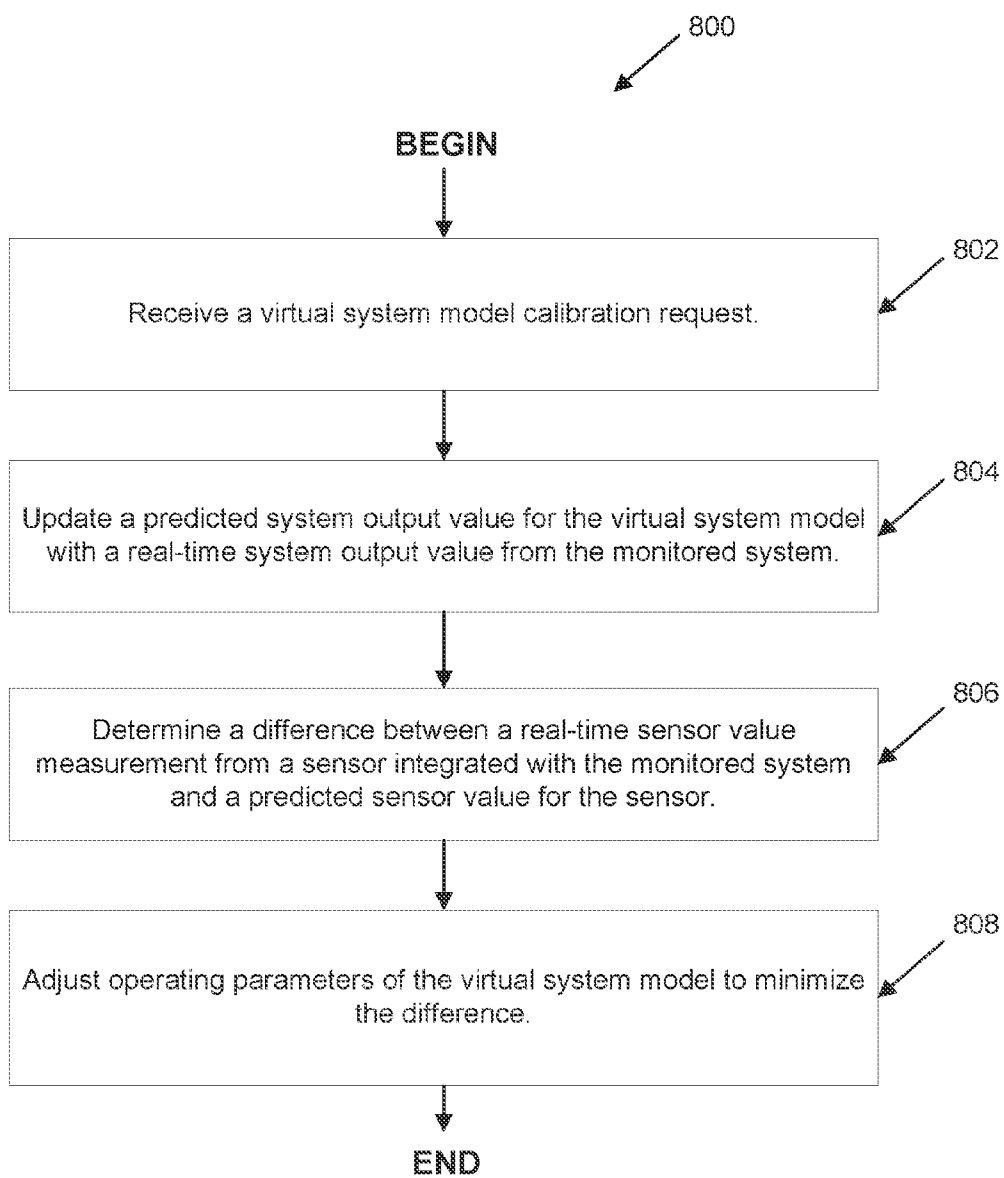 800
BEGIN
802
Receive a virtual system model calibration request.
804
Update a predicted system output value for the virtual system model
with a real-time system output value from the monitored system.
806
Determine a difference between a real-time sensor value
measurement from a sensor integrated with the monitored system
and a predicted sensor value for the sensor.
808
Adjust operating parameters of the virtual system model to minimize
the difference.
END